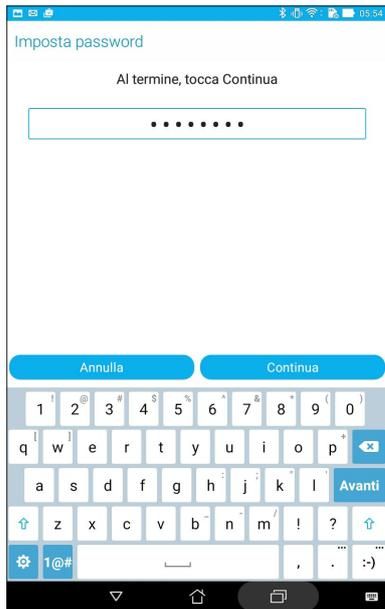 05:54
Imposta password
Al termine, tocca Continua
••••••••
Annulla Continua
1 ! 2 @ 3 # 4 $ 5 % 6 ^ 7 & 8 * 9 ( 0 )
q [ w ] e r t y u i o p +
a s d f g h : j ; k " l ' Avanti
z x c v b _ n - m / ! ?
1@# , . ... :-) ...